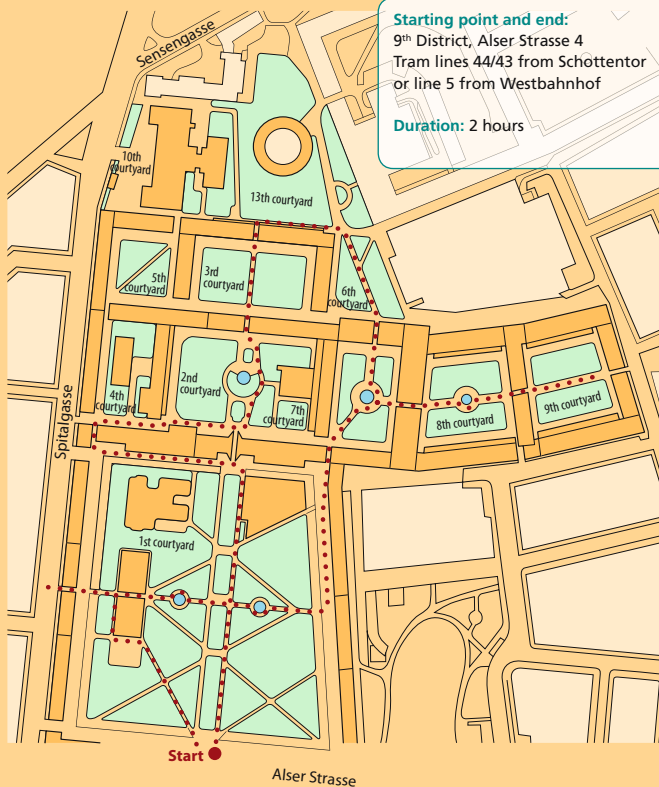 Starting point and end:
9th District, Alser Strasse 4
Tram lines 44/43 from Schottentor
or line 5 from Westbahnhof
Duration: 2 hours
Sensengasse
10th
courtyard
13th courtyard
5th
courtyard
3rd
courtyard
6th
courtyard
4th
courtyard
2nd
courtyard
7th
courtyard
8th courtyard
9th courtyard
Spitalgasse
1st courtyard
Start
Alser Strasse